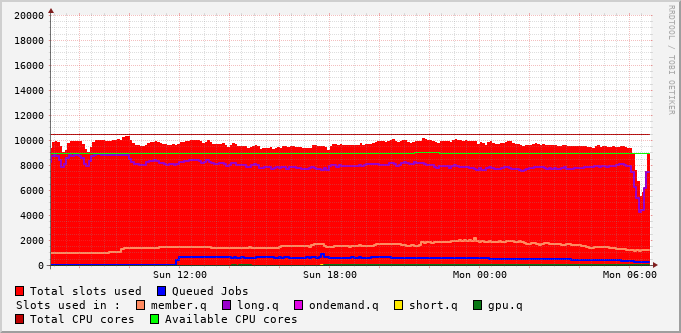 RRDTOOL / TOBI OETIKER
20000
18000
16000
14000
12000
10000
8000
6000
4000
2000
0
Sun 12:00 Sun 18:00 Mon 00:00 Mon 06:00
Total slots used Queued Jobs
Slots used in : member.q long.q ondemand.q short.q gpu.q
Total CPU cores Available CPU cores